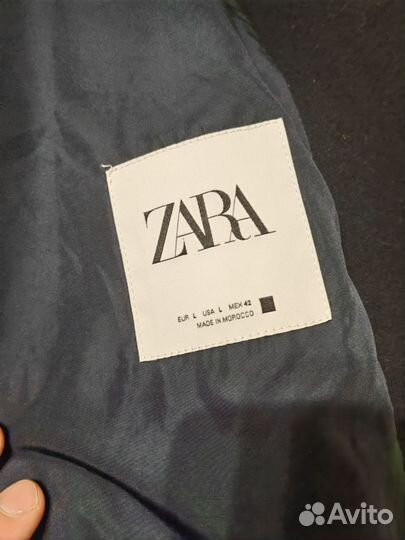 ZARA
EUR L USA L MEX 42
MADE IN MOROCCO
Avito